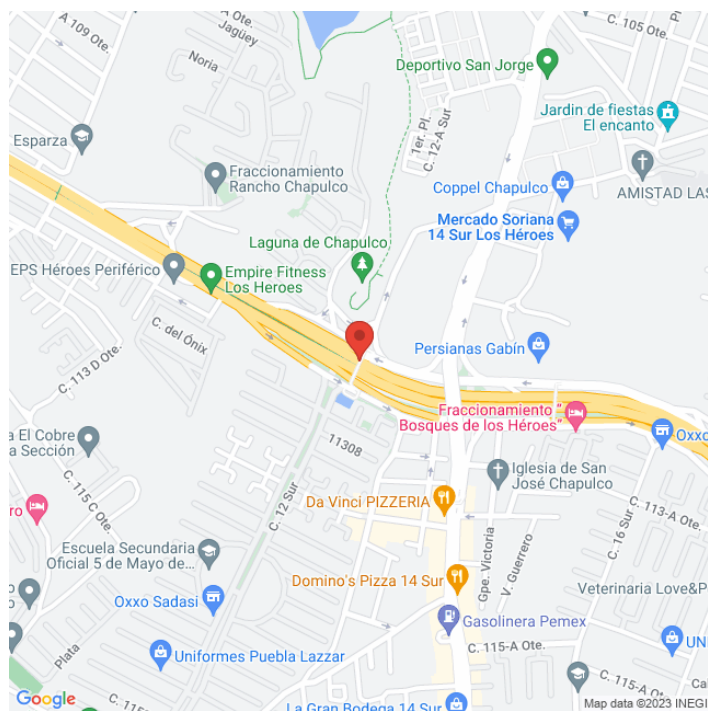 A 109 Ote.
Jagüey
Noria
Deportivo San Jorge
C. 105 Ote.
Esparza
1er. Pl.
C. 12-A Sur
Jardin de fiestas
El encanto
Fraccionamiento
Rancho Chapulco
Coppel Chapulco
AMISTAD LAS
Mercado Soriana
14 Sur Los Héroes
Laguna de Chapulco
EPS Héroes Periférico
Empire Fitness
Los Heroes
C. del Ónix
Persianas Gabín
C. 113 D Ote.
Fraccionamiento "
Bosques de los Héroes"
Oxxo
a El Cobre
a Sección
11308
Iglesia de San
José Chapulco
C. 113-A Ote.
Da Vinci PIZZERIA
C. 12 Sur
C. 115 C Ote.
ro
Gpe. Victoria
V. Guerrero
C. 16 Sur
Escuela Secundaria
Oficial 5 de Mayo de...
Domino's Pizza 14 Sur
Veterinaria Love&P
Oxxo Sadasi
Gasolinera Pemex
Plata
Uniformes Puebla Lazzar
C. 115-A Ote.
UNI
Google
C. 115
La Gran Bodega 14 Sur
Cal
Map data ©2023 INEGI